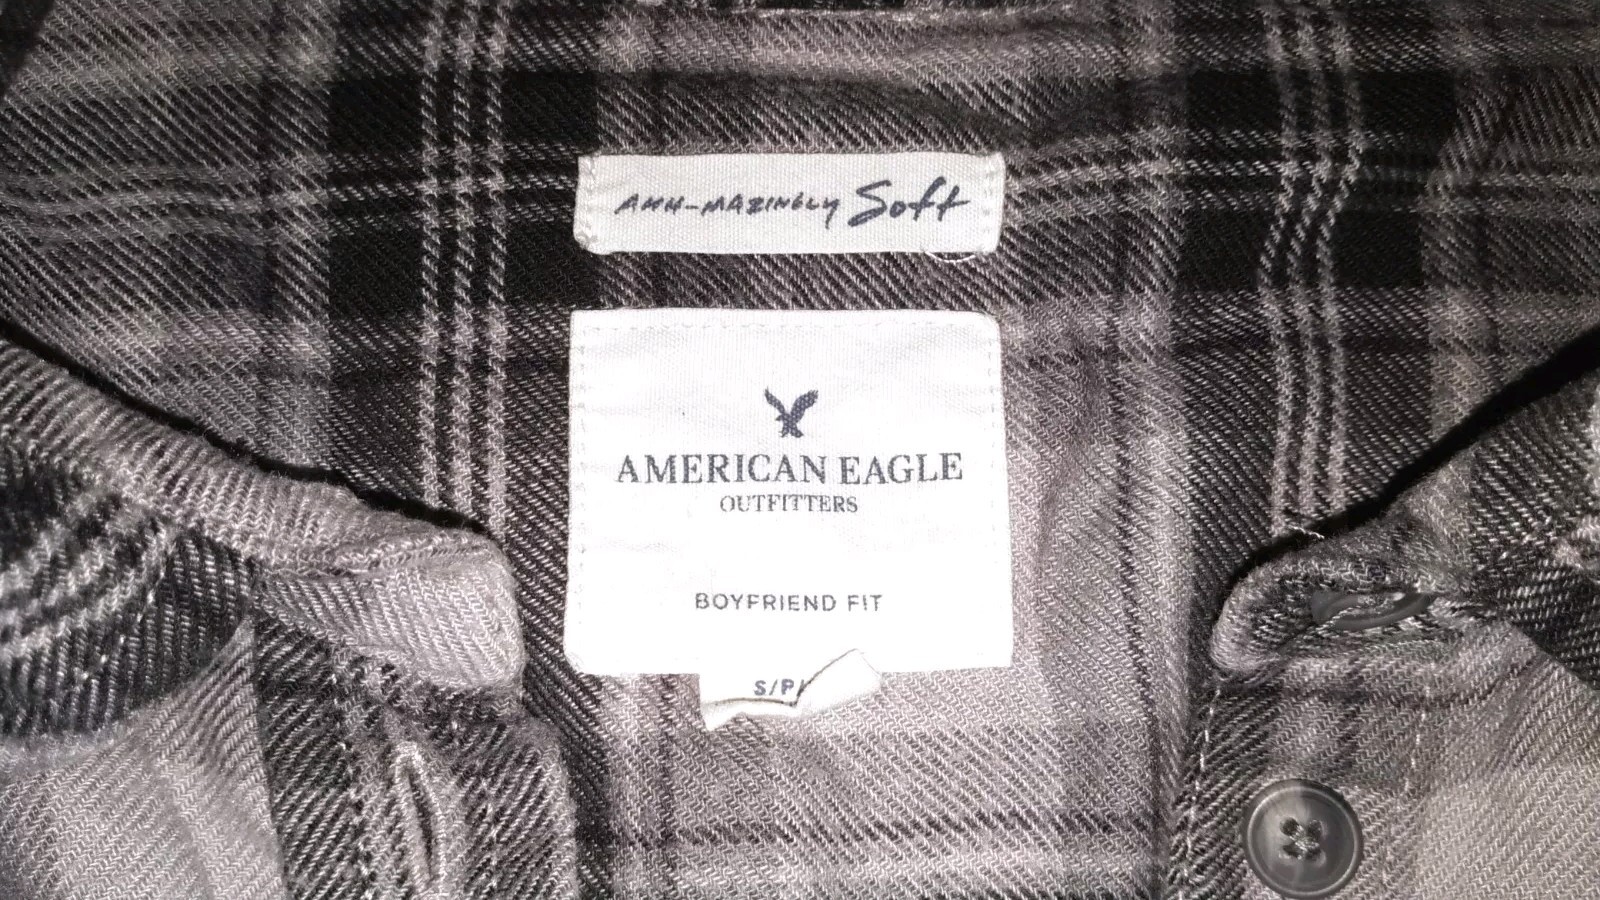 AHH-MAZINGLY Soft
AMERICAN EAGLE
OUTFITTERS
BOYFRIEND FIT
S/P/